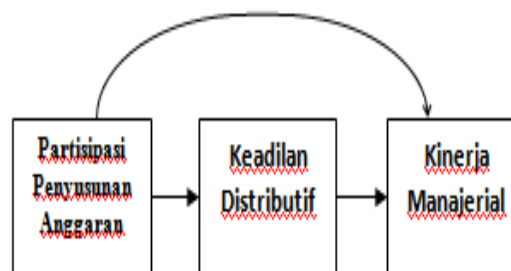 Partisipasi
Penyusunan
Anggaran
Keadilan
Distributif
Kinerja
Manajerial